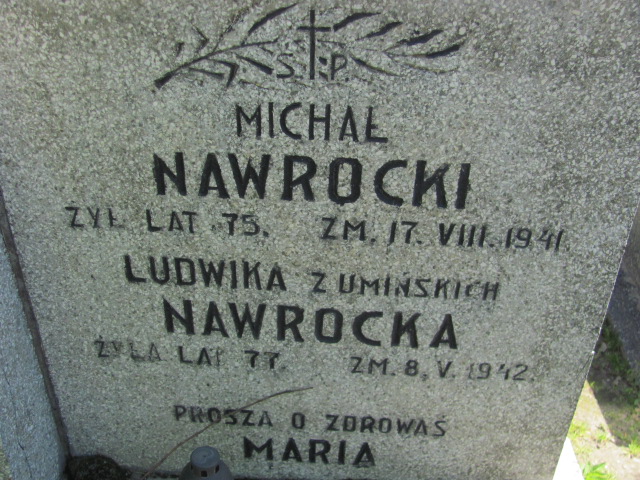 Ś.P.
MICHAŁ
NAWROCKI
ŻYŁ LAT 75. ZM. 17. VIII. 1941.
LUDWIKA Z UMIŃSKICH
NAWROCKA
ŻYŁA LAT 77. ZM. 8. V. 1942.
PROSZĄ O ZDROWAŚ
MARIA